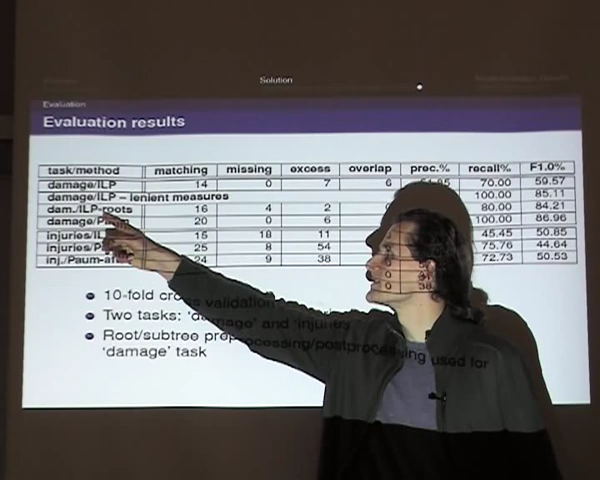 Solution
Evaluation
Evaluation results
task/method matching missing excess overlap prec.% recall% F1.0%
damage/ILP 14 0 7 6 70.00 59.57
damage/ILP – lenient measures 100.00 85.11
dam./ILP-roots 16 4 2 80.00 84.21
20 0 6 100.00 86.96
15 18 11 0 45.45 50.85
25 8 54 0 75.76 44.64
24 9 38 0 38 72.73 50.53
10-fold cross validation
Two tasks: 'damage' and 'injuries'
Root/subtree preprocessing/postprocessing used for
'damage' task